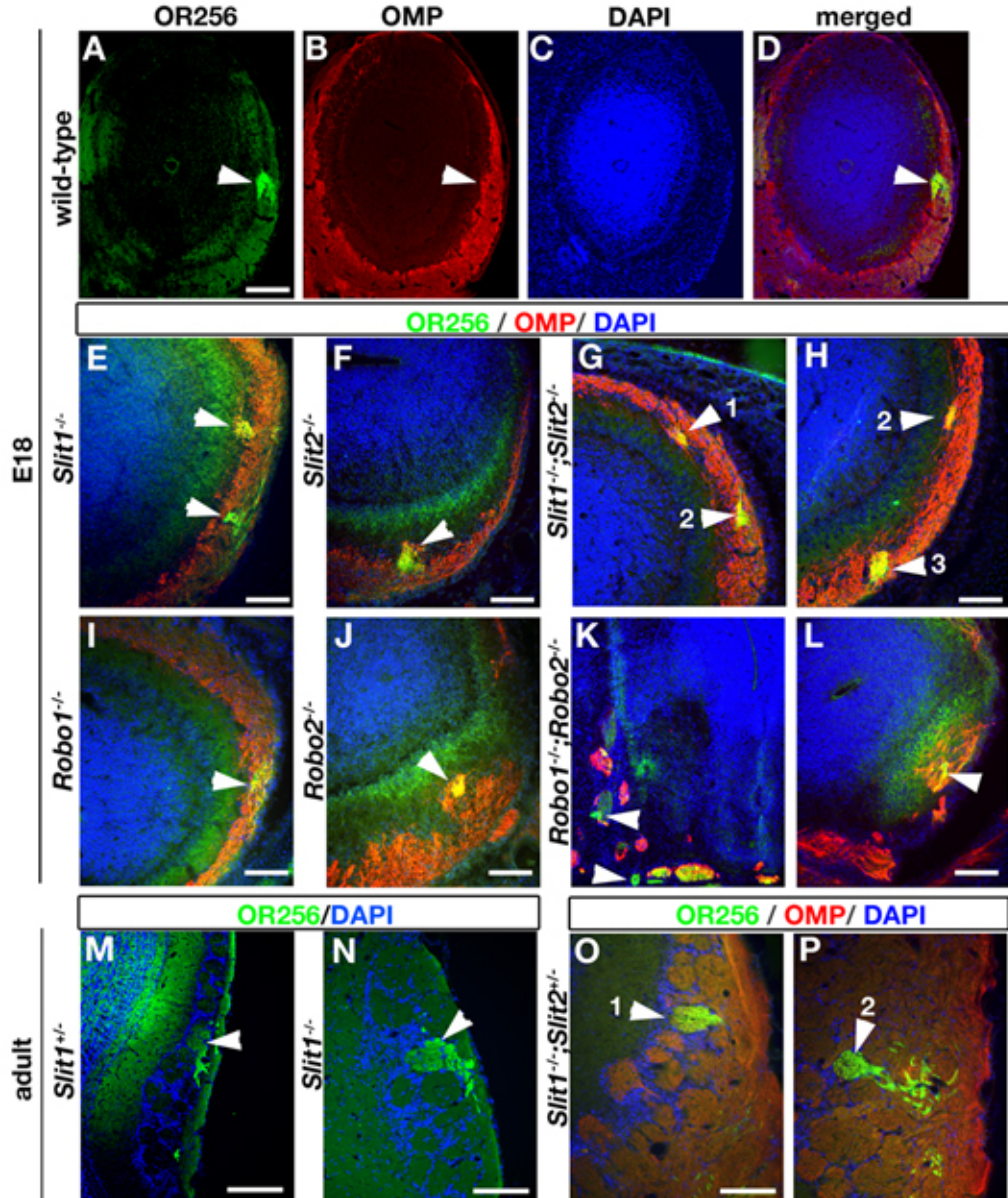 OR256 OMP DAPI merged
A B C D
wild-type
OR256 / OMP/ DAPI
E F G H
1
2
2
3
E18
Slit1-/-
Slit2-/-
Slit1-/-;Slit2-/-
I J K L
Robo1-/-
Robo2-/-
Robo1-/-;Robo2-/-
OR256/DAPI OR256 / OMP/ DAPI
M N O P
1
2
adult
Slit1+/-
Slit1-/-
Slit1-/-;Slit2+/-